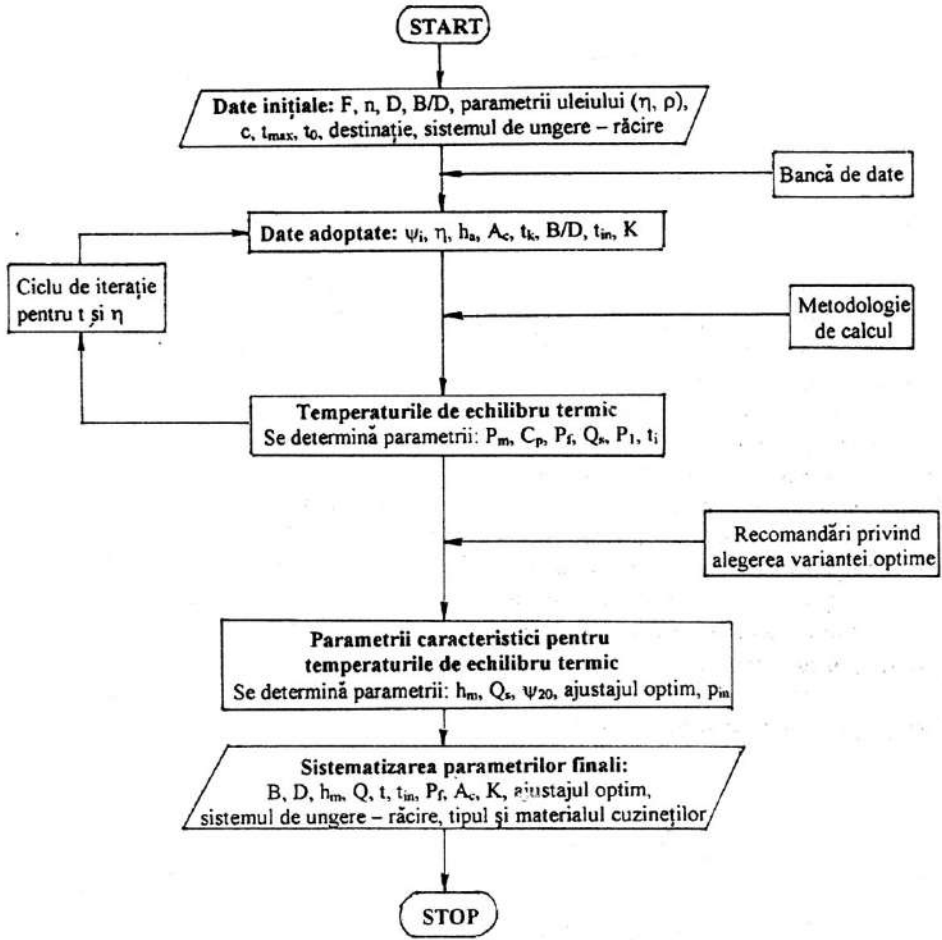 START
Date inițiale: F, n, D, B/D, parametrii uleiului (η, ρ),
c, tmax, t0, destinație, sistemul de ungere – răcire
Bancă de date
Date adoptate: ψi, η, ha, Ac, tk, B/D, tin, K
Ciclu de iterație
pentru t și η
Metodologie
de calcul
Temperaturile de echilibru termic
Se determină parametrii: Pm, Cp, Pf, Qs, P1, ti
Recomandări privind
alegerea variantei optime
Parametrii caracteristici pentru
temperaturile de echilibru termic
Se determină parametrii: hm, Qs, ψ20, ajustajul optim, pin
Sistematizarea parametrilor finali:
B, D, hm, Q, t, tin, Pf, Ac, K, ajustajul optim,
sistemul de ungere – răcire, tipul și materialul cuzineților
STOP